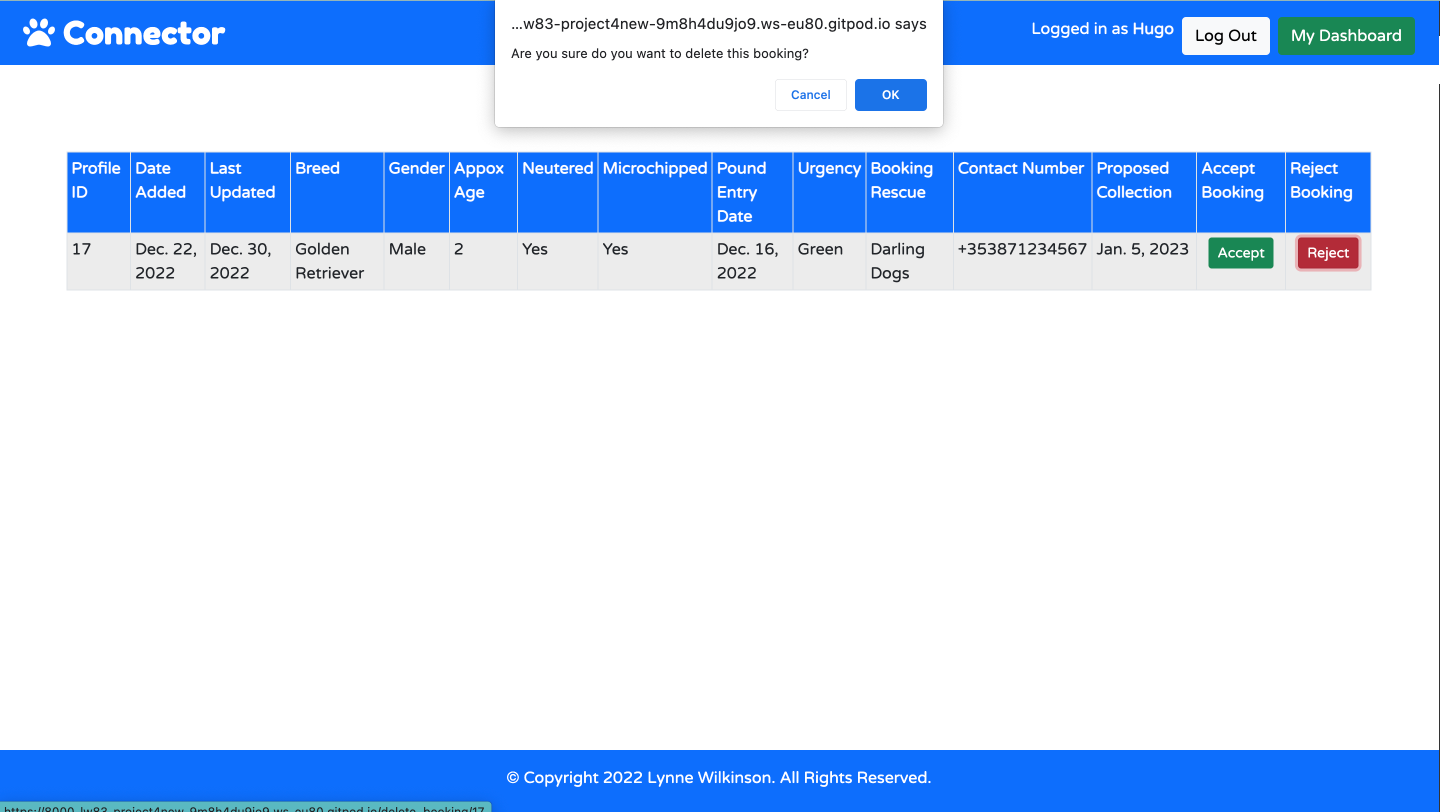 Connector
...w83-project4new-9m8h4du9jo9.ws-eu80.gitpod.io says
Are you sure do you want to delete this booking?
Cancel OK
Logged in as Hugo Log Out My Dashboard
Profile ID Date Added Last Updated Breed Gender Appox Age Neutered Microchipped Pound Entry Date Urgency Booking Rescue Contact Number Proposed Collection Accept Booking Reject Booking
17 Dec. 22, 2022 Dec. 30, 2022 Golden Retriever Male 2 Yes Yes Dec. 16, 2022 Green Darling Dogs +353871234567 Jan. 5, 2023 Accept Reject
© Copyright 2022 Lynne Wilkinson. All Rights Reserved.
https://8000-lw83-project4new-9m8h4du9jo9.ws-eu80.gitpod.io/delete_booking/17